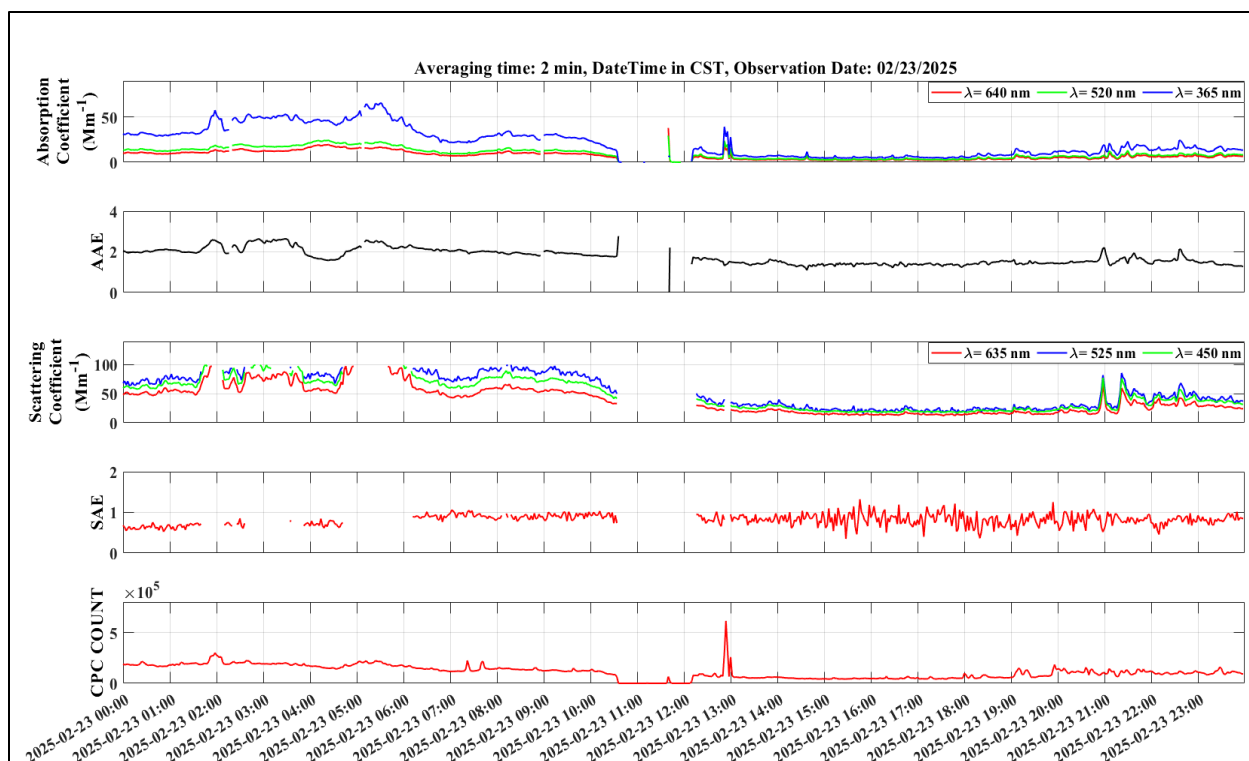 Averaging time: 2 min, DateTime in CST, Observation Date: 02/23/2025
Absorption
Coefficient
(Mm-1)
50
0
λ= 640 nm
λ= 520 nm
λ= 365 nm
AAE
4
2
0
Scattering
Coefficient
(Mm-1)
100
50
0
λ= 635 nm
λ= 525 nm
λ= 450 nm
SAE
2
1
0
CPC COUNT
×10^5
5
0
2025-02-23 00:00
2025-02-23 01:00
2025-02-23 02:00
2025-02-23 03:00
2025-02-23 04:00
2025-02-23 05:00
2025-02-23 06:00
2025-02-23 07:00
2025-02-23 08:00
2025-02-23 09:00
2025-02-23 10:00
2025-02-23 11:00
2025-02-23 12:00
2025-02-23 13:00
2025-02-23 14:00
2025-02-23 15:00
2025-02-23 16:00
2025-02-23 17:00
2025-02-23 18:00
2025-02-23 19:00
2025-02-23 20:00
2025-02-23 21:00
2025-02-23 22:00
2025-02-23 23:00